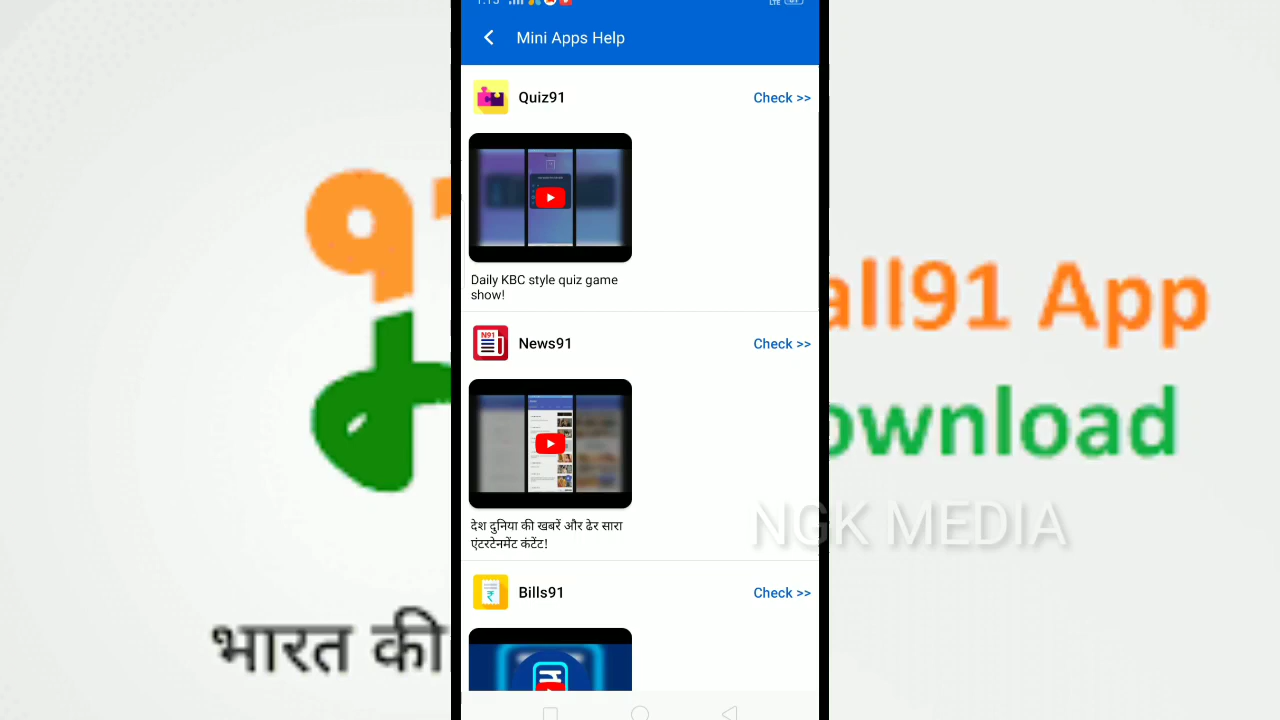 Mini Apps Help
Quiz91
Check >>
Daily KBC style quiz game
show!
News91
Check >>
N91
देश दुनिया की खबरें और ढेर सारा
एंटरटेनमेंट कंटेंट!
Bills91
Check >>
all91 App
ownload
NGK MEDIA
भारत की